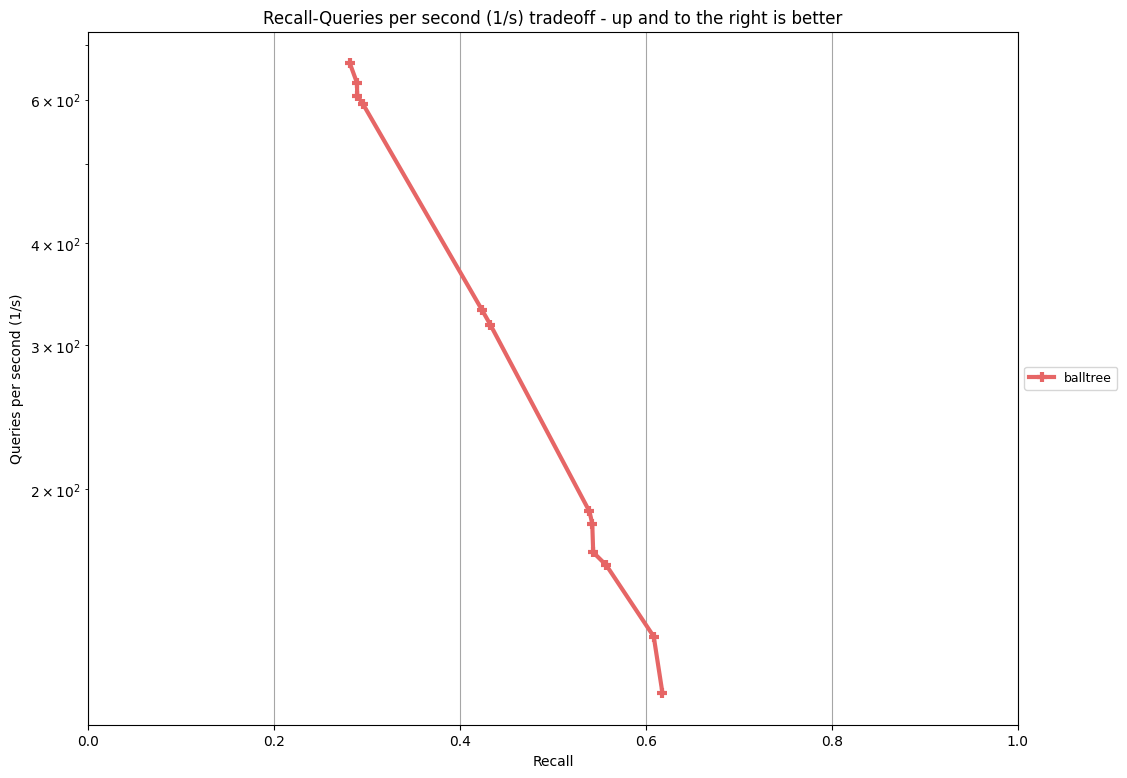 Recall-Queries per second (1/s) tradeoff - up and to the right is better
6 × 10²
4 × 10²
3 × 10²
2 × 10²
Queries per second (1/s)
balltree
0.0 0.2 0.4 0.6 0.8 1.0
Recall